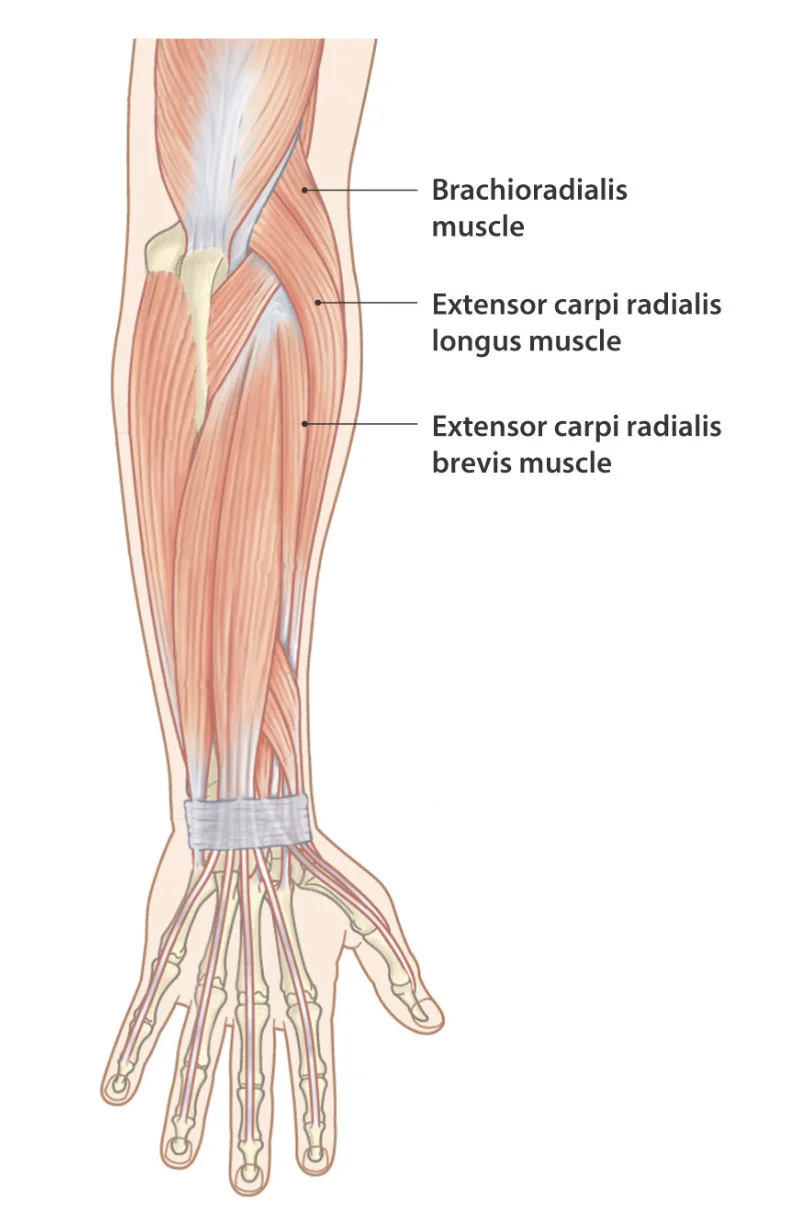 Brachioradialis
muscle
Extensor carpi radialis
longus muscle
Extensor carpi radialis
brevis muscle